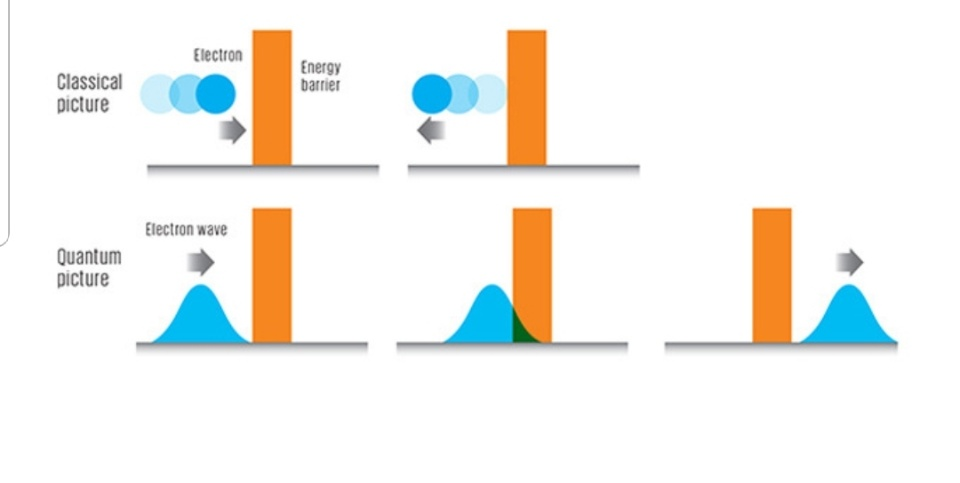 Electron
Energy
barrier
Classical
picture
Electron wave
Quantum
picture